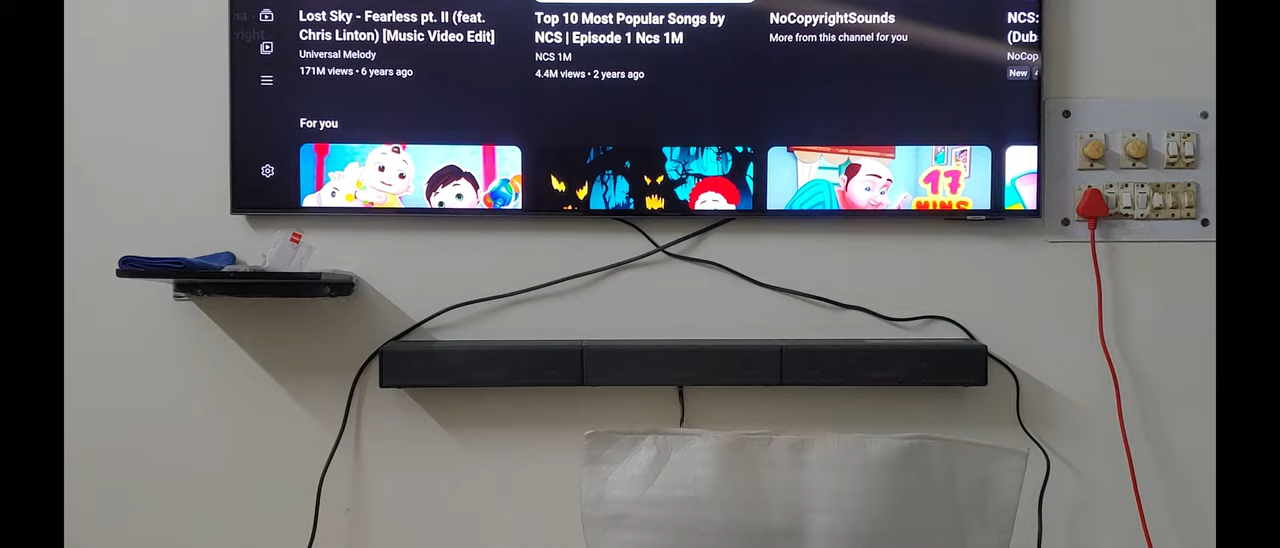 Lost Sky - Fearless pt. II (feat.
Chris Linton) [Music Video Edit]
Universal Melody
171M views • 6 years ago
Top 10 Most Popular Songs by
NCS | Episode 1 Ncs 1M
NCS 1M
4.4M views • 2 years ago
NoCopyrightSounds
More from this channel for you
NCS:
(Dub
NoCop
New
For you
17
MINS